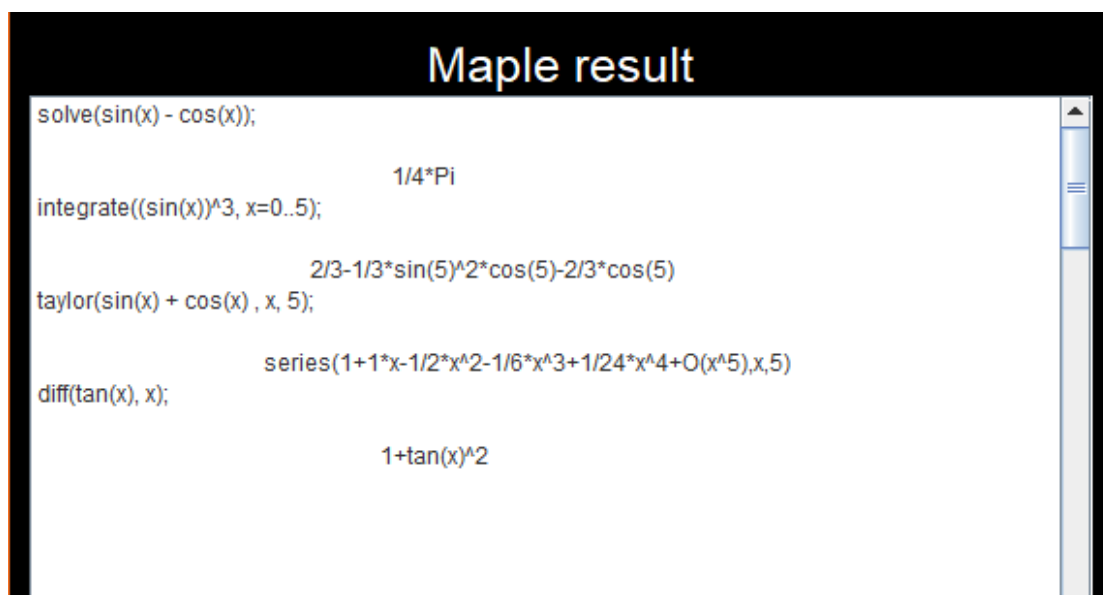 Maple result
solve(sin(x) - cos(x));
1/4*Pi
integrate((sin(x))^3, x=0..5);
2/3-1/3*sin(5)^2*cos(5)-2/3*cos(5)
taylor(sin(x) + cos(x) , x, 5);
series(1+1*x-1/2*x^2-1/6*x^3+1/24*x^4+O(x^5),x,5)
diff(tan(x), x);
1+tan(x)^2